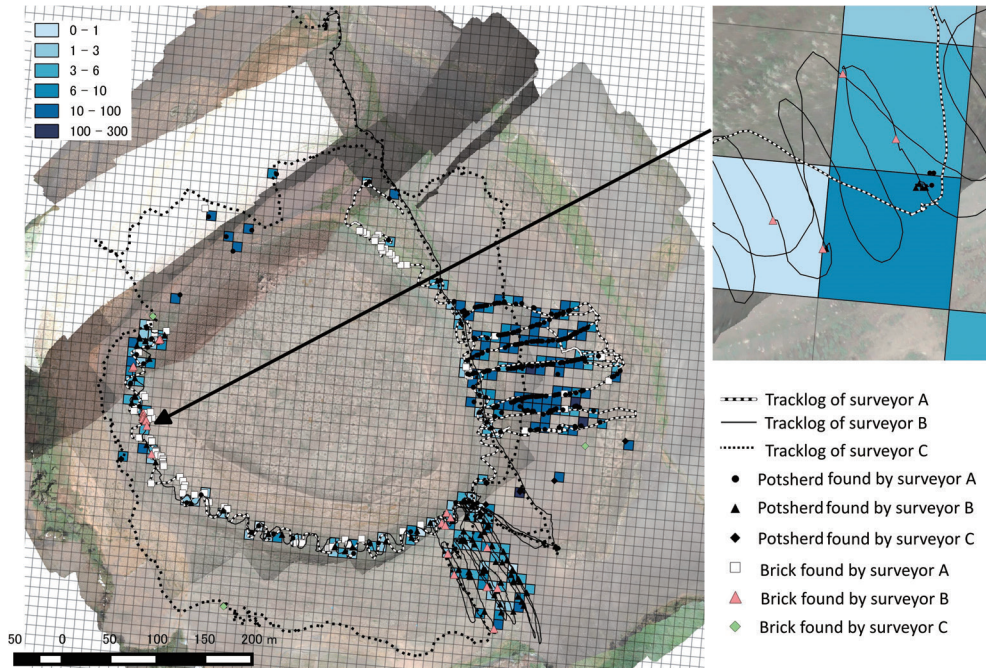 0 – 1
1 – 3
3 – 6
6 – 10
10 – 100
100 – 300
Tracklog of surveyor A
Tracklog of surveyor B
Tracklog of surveyor C
Potsherd found by surveyor A
Potsherd found by surveyor B
Potsherd found by surveyor C
Brick found by surveyor A
Brick found by surveyor B
Brick found by surveyor C
50 0 50 100 150 200 m